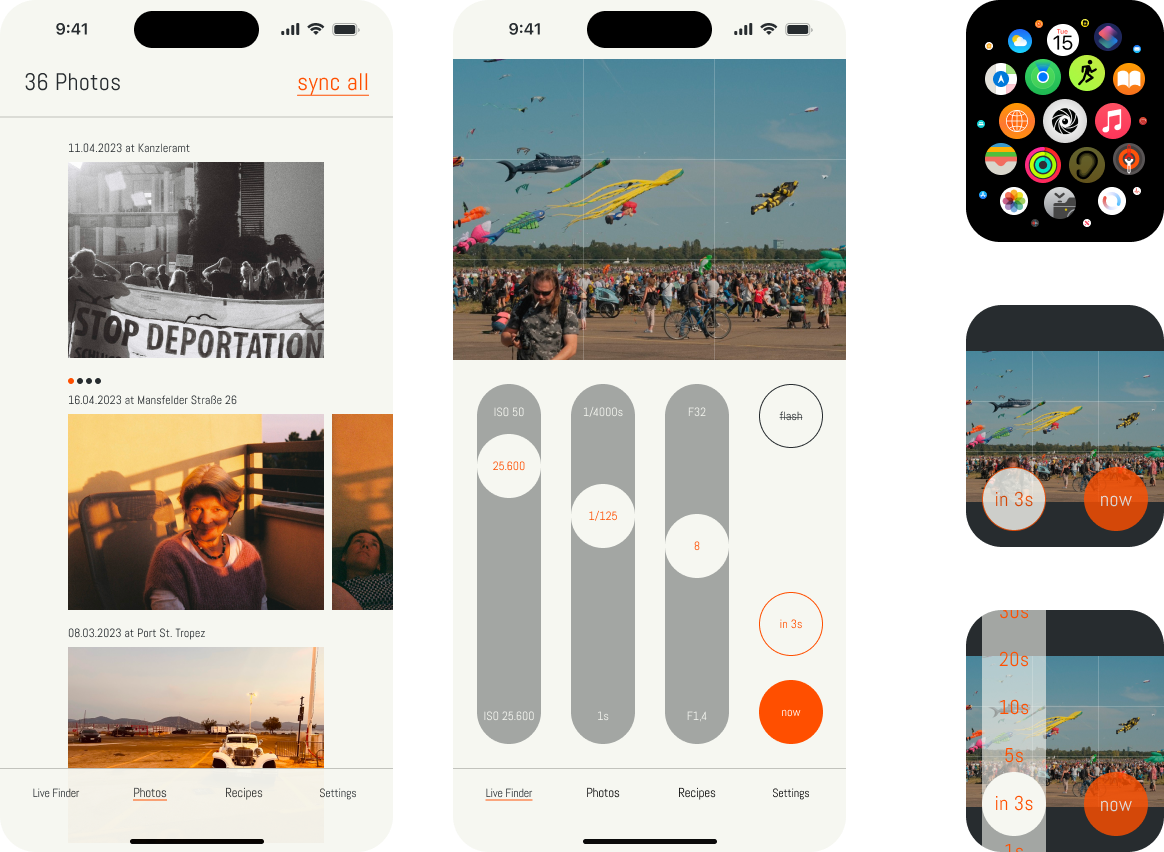 9:41
36 Photos
sync all
11.04.2023 at Kanzleramt
STOP DEPORTATION
16.04.2023 at Mansfelder Straße 26
08.03.2023 at Port St. Tropez
Live Finder
Photos
Recipes
Settings
9:41
ISO 50
1/4000s
F32
flash
25.600
1/125
8
in 3s
now
ISO 25.600
1s
F1,4
Live Finder
Photos
Recipes
Settings
Tue
15
in 3s
now
30s
20s
10s
5s
in 3s
now
1s